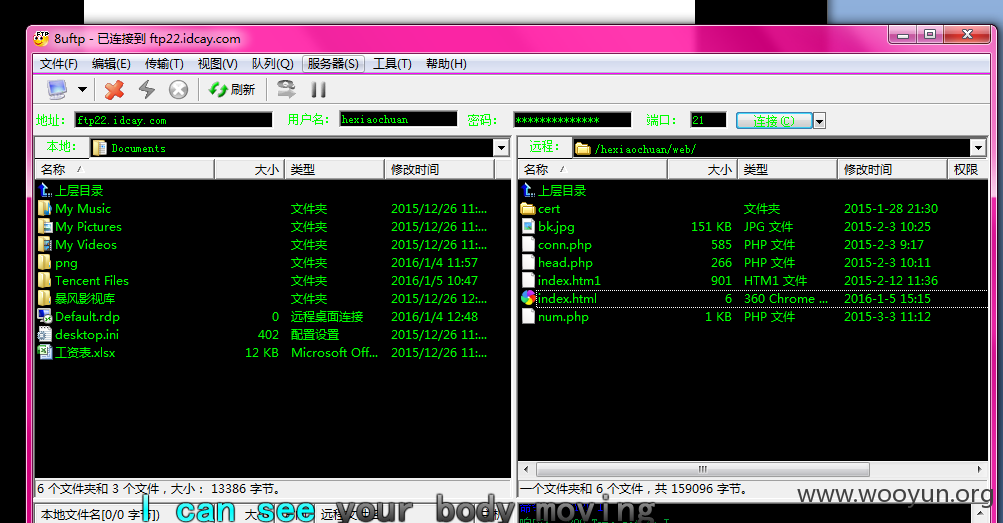 8uftp - 已连接到 ftp22.idcay.com
文件(F) 编辑(E) 传输(T) 视图(V) 队列(Q) 服务器(S) 工具(T) 帮助(H)
刷新
地址: ftp22.idcay.com 用户名: hexiaochuan 密码: ************** 端口: 21 连接(C)
本地: Documents 远程: /hexiaochuan/web/
名称 大小 类型 修改时间 名称 大小 类型 修改时间 权限
上层目录 上层目录
My Music 文件夹 2015/12/26 11:... cert 文件夹 2015-1-28 21:30
My Pictures 文件夹 2015/12/26 11:... bk.jpg 151 KB JPG 文件 2015-2-3 10:25
My Videos 文件夹 2015/12/26 11:... conn.php 585 PHP 文件 2015-2-3 9:17
png 文件夹 2016/1/4 11:57 head.php 266 PHP 文件 2015-2-3 10:11
Tencent Files 文件夹 2016/1/5 10:47 index.htm1 901 HTM1 文件 2015-2-12 11:36
暴风影视库 文件夹 2015/12/26 12:... index.html 6 360 Chrome ... 2016-1-5 15:15
Default.rdp 0 远程桌面连接 2016/1/4 12:48 num.php 1 KB PHP 文件 2015-3-3 11:12
desktop.ini 402 配置设置 2015/12/26 11:...
工资表.xlsx 12 KB Microsoft Off... 2015/12/26 11:...
6 个文件夹和 3 个文件，大小： 13386 字节。 一个文件夹和 6 个文件，共 159096 字节。
www.wooyun.org
I can see your body moving
本地文件名[0/0 字节])